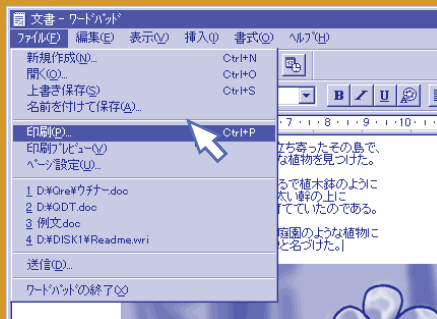 文書 - ワードパッド
ファイル(F) 編集(E) 表示(V) 挿入(I) 書式(O) ヘルプ(H)
新規作成(N)... Ctrl+N
開く(O)... Ctrl+O
上書き保存(S) Ctrl+S
名前を付けて保存(A)...
印刷(P)... Ctrl+P
印刷プレビュー(V)
ページ設定(U)...
1 D:¥Qre¥ウチナー.doc
2 D:¥QDT.doc
3 例文.doc
4 D:¥DISK1¥Readme.wri
送信(D)...
ワードパッドの終了(X)
B I U
7 · 8 · 9 · 10
立ち寄ったその島で、
な植物を見つけた。
るで植木鉢のように
太い幹の上に
てていたのである。
庭園のような植物に
と名づけた。